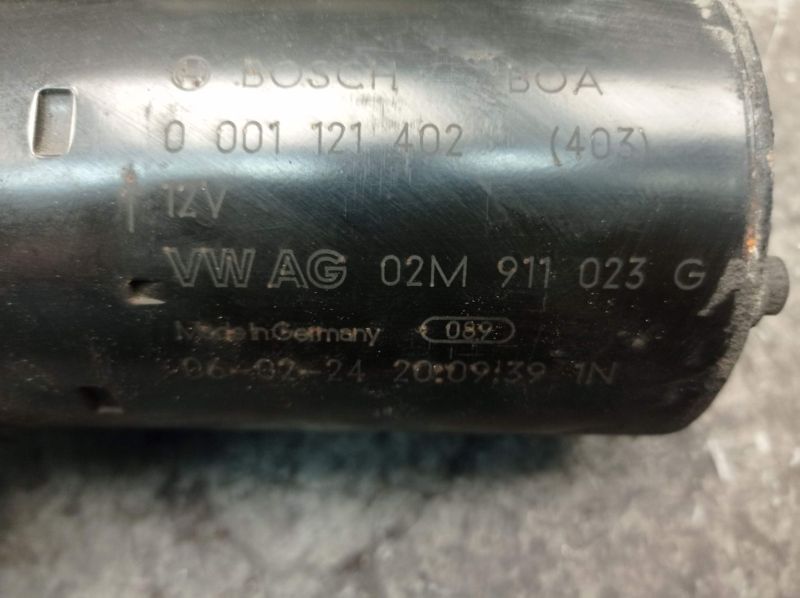 BOSCH BOA
0 001 121 402 (403)
12V
VW AG 02M 911 023 G
Made in Germany 089
06-02-24 20:09:39 1N